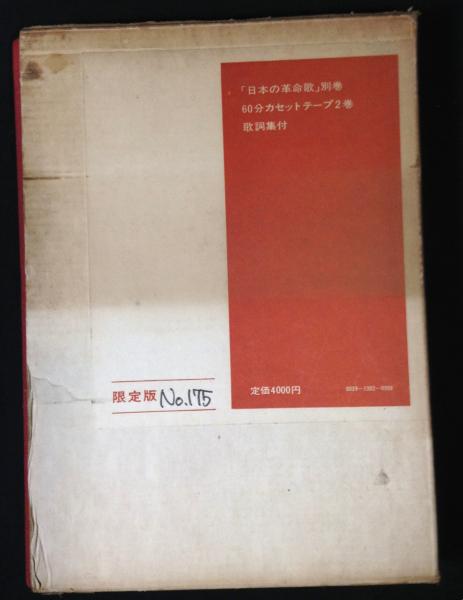 「日本の革命歌」別巻
60分カセットテープ2巻
歌詞集付
定価4000円
限定版 No.175